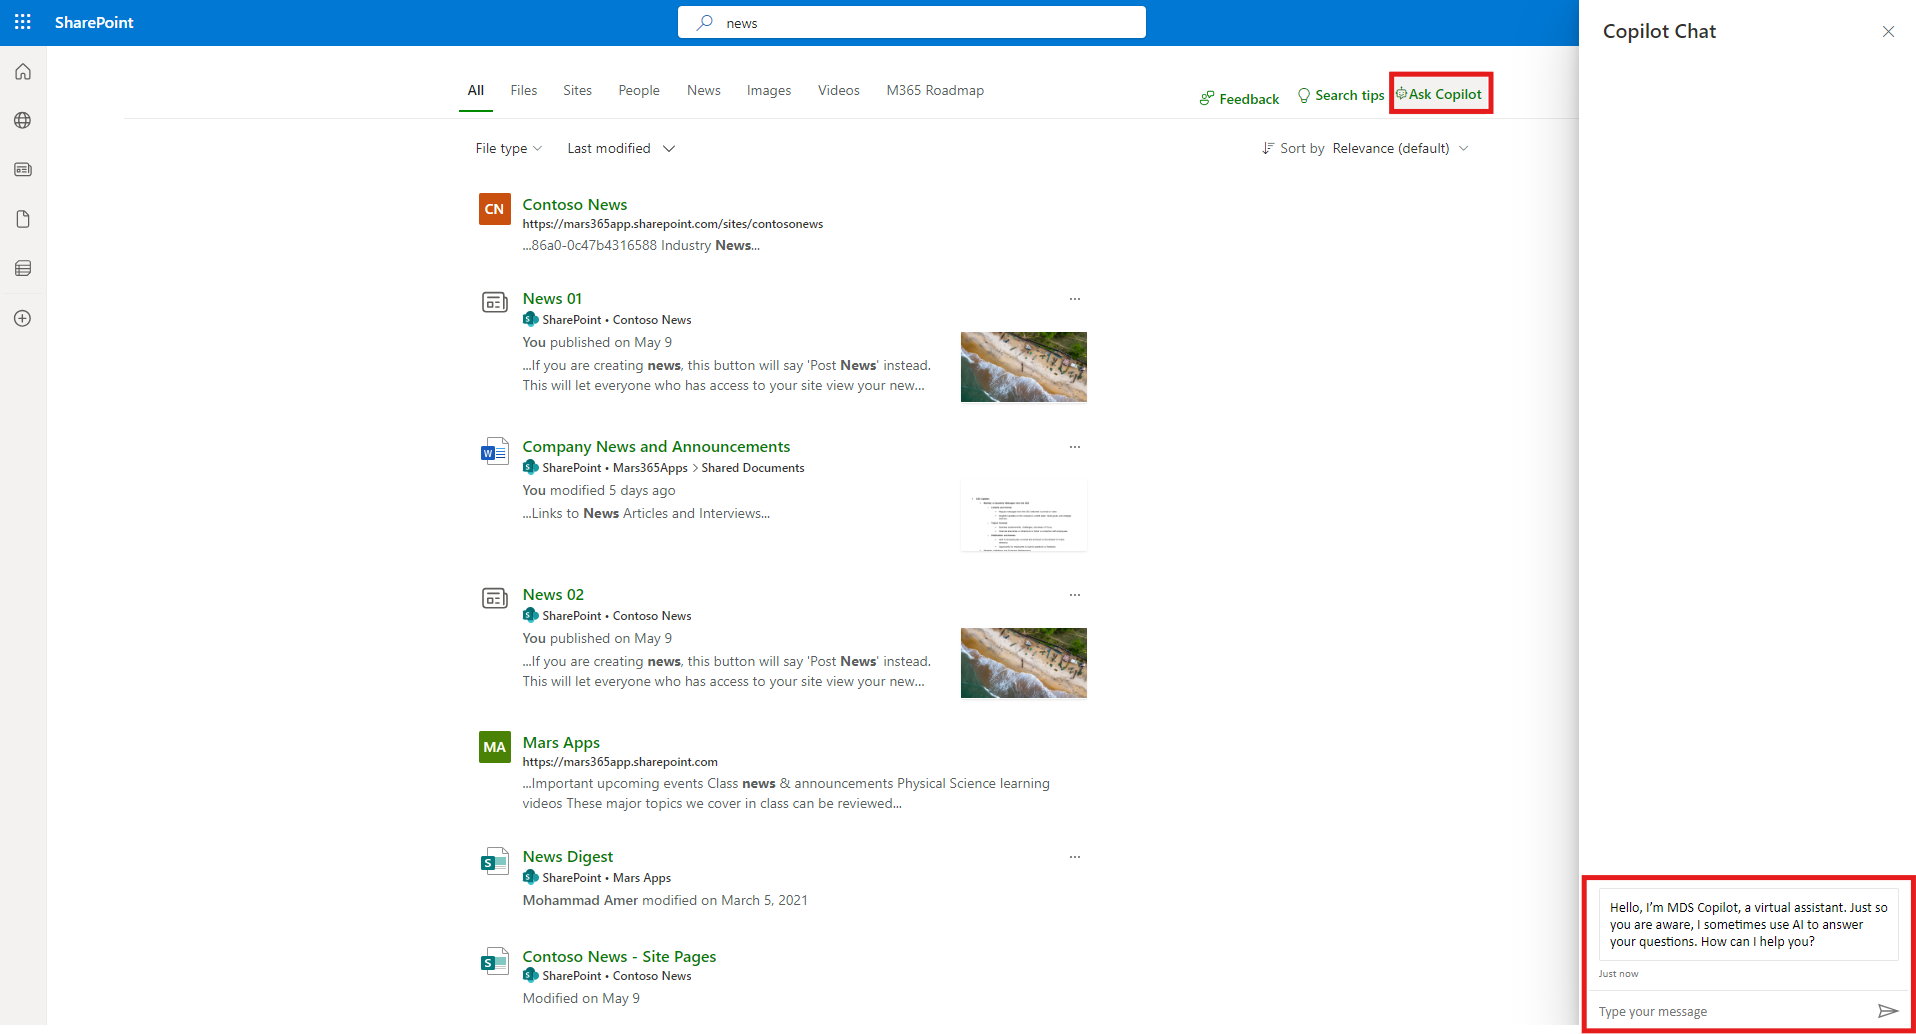 SharePoint
news
Copilot Chat
All Files Sites People News Images Videos M365 Roadmap
Feedback Search tips Ask Copilot
File type Last modified Sort by Relevance (default)
CN
Contoso News
https://mars365app.sharepoint.com/sites/contosonews
...86a0-0c47b4316588 Industry News...
News 01
S SharePoint • Contoso News
You published on May 9
...If you are creating news, this button will say 'Post News' instead.
This will let everyone who has access to your site view your new...
W
Company News and Announcements
S SharePoint • Mars365Apps > Shared Documents
You modified 5 days ago
...Links to News Articles and Interviews...
News 02
S SharePoint • Contoso News
You published on May 9
...If you are creating news, this button will say 'Post News' instead.
This will let everyone who has access to your site view your new...
MA
Mars Apps
https://mars365app.sharepoint.com
...Important upcoming events Class news & announcements Physical Science learning
videos These major topics we cover in class can be reviewed...
S
News Digest
S SharePoint • Mars Apps
Mohammad Amer modified on March 5, 2021
S
Contoso News - Site Pages
S SharePoint • Contoso News
Modified on May 9
Hello, I'm MDS Copilot, a virtual assistant. Just so
you are aware, I sometimes use AI to answer
your questions. How can I help you?
Just now
Type your message